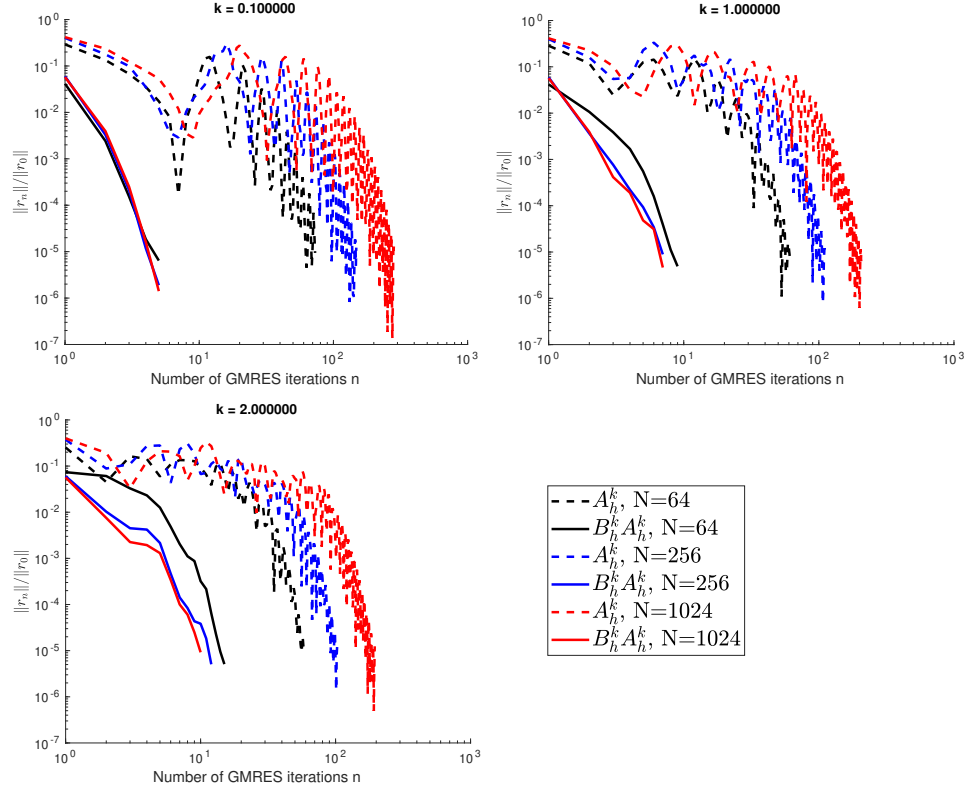 k = 0.100000
10^0
10^-1
10^-2
10^-3
10^-4
10^-5
10^-6
10^-7
||r_n||/||r_0||
10^0
10^1
10^2
10^3
Number of GMRES iterations n
k = 1.000000
10^0
10^-1
10^-2
10^-3
10^-4
10^-5
10^-6
10^-7
||r_n||/||r_0||
10^0
10^1
10^2
10^3
Number of GMRES iterations n
k = 2.000000
10^0
10^-1
10^-2
10^-3
10^-4
10^-5
10^-6
10^-7
||r_n||/||r_0||
10^0
10^1
10^2
10^3
Number of GMRES iterations n
A_h^k, N=64
B_h^k A_h^k, N=64
A_h^k, N=256
B_h^k A_h^k, N=256
A_h^k, N=1024
B_h^k A_h^k, N=1024